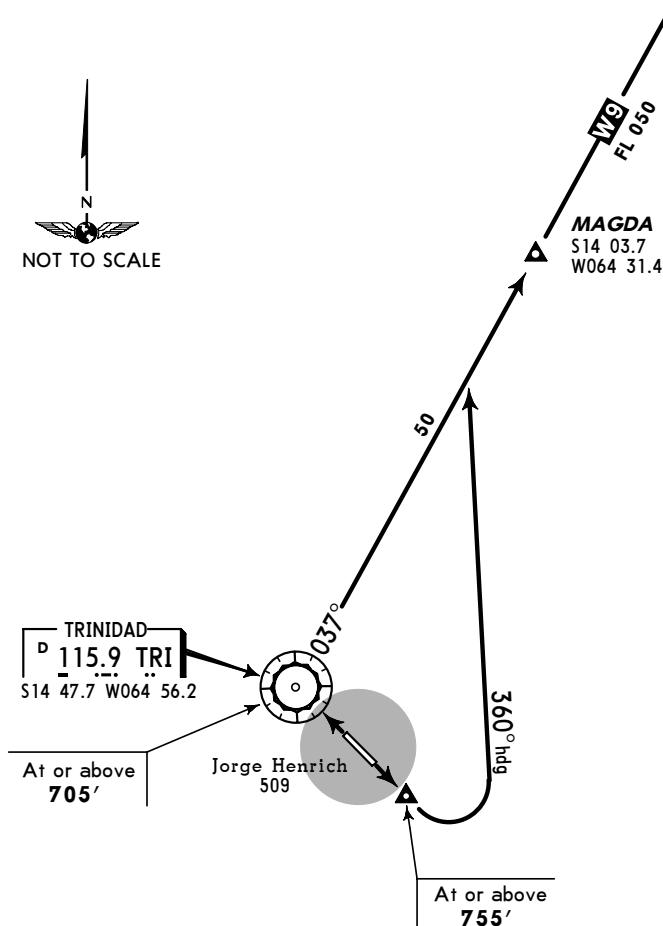 N
NOT TO SCALE
W9
FL 050
MAGDA
S14 03.7
W064 31.4
50
037°
TRINIDAD
D 115.9 TRI
S14 47.7 W064 56.2
At or above
705'
Jorge Henrich
509
360° hdg
At or above
755'